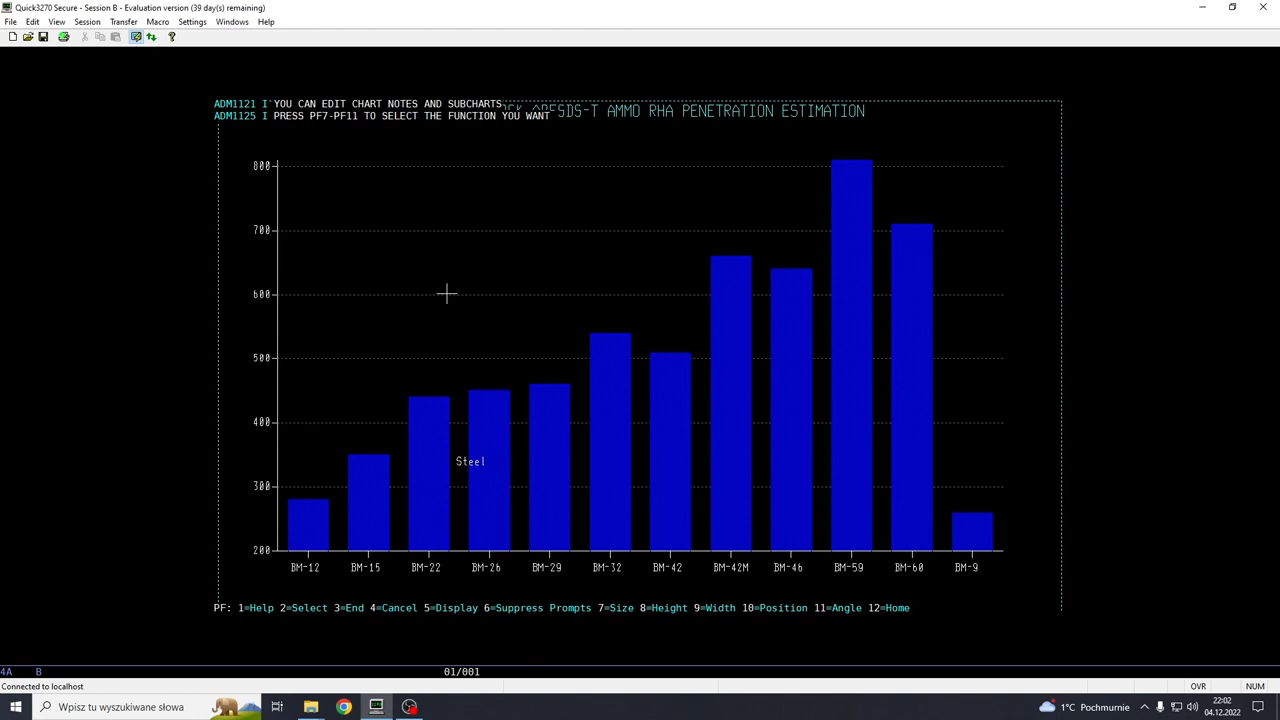 Quick3270 Secure - Session B - Evaluation version (39 day(s) remaining)
File Edit View Session Transfer Macro Settings Windows Help
ADM1121 I YOU CAN EDIT CHART NOTES AND SUBCHARTS
ADM1125 I PRESS PF7-PF11 TO SELECT THE FUNCTION YOU WANT
AMMO RHA PENETRATION ESTIMATION
800
700
600
500
400
Steel
300
200
BM-12 BM-15 BM-22 BM-26 BM-29 BM-32 BM-42 BM-42M BM-46 BM-59 BM-60 BM-9
PF: 1=Help 2=Select 3=End 4=Cancel 5=Display 6=Suppress Prompts 7=Size 8=Height 9=Width 10=Position 11=Angle 12=Home
4A B 01/001
Connected to localhost OVR NUM
Wpisz tu wyszukiwane słowa 1°C Pochmurnie 22:02
04.12.2022